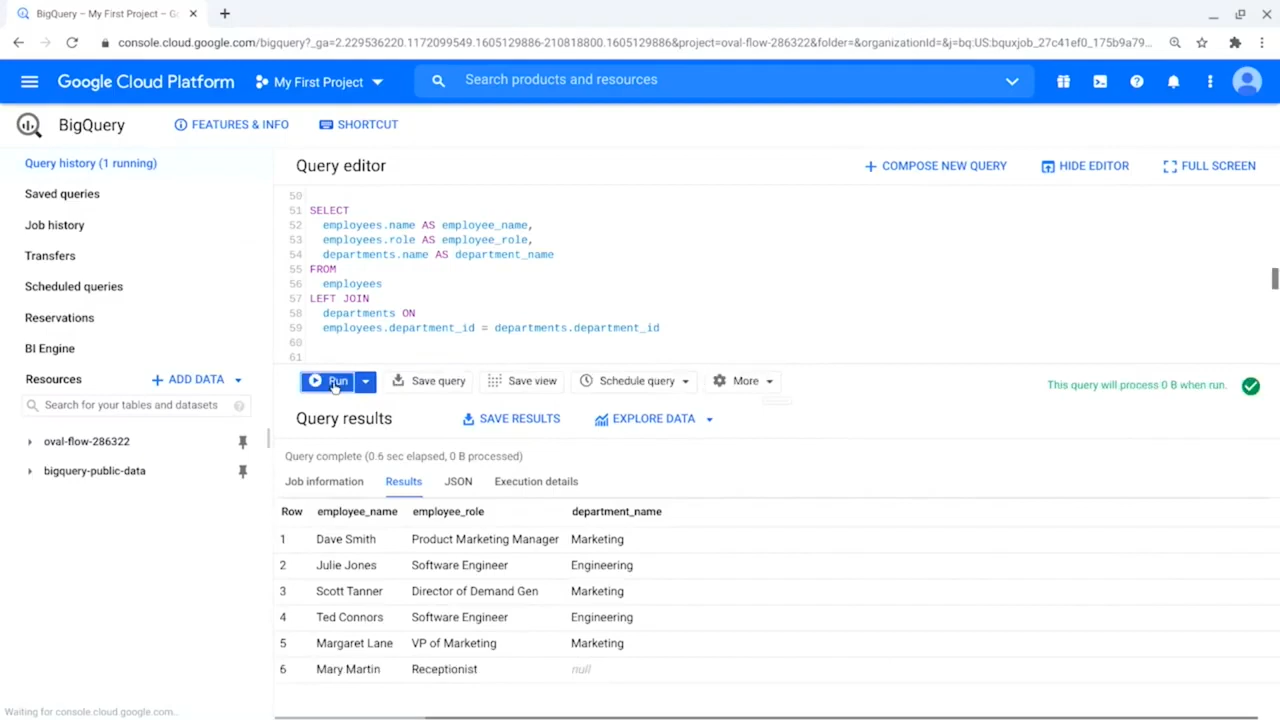 BigQuery – My First Project – Go
console.cloud.google.com/bigquery?_ga=2.229536220.1172099549.1605129886-210818800.1605129886&project=oval-flow-286322&folder=&organizationId=&j=bq:US:bquxjob_27c41ef0_175b9a79...
Google Cloud Platform My First Project Search products and resources
BigQuery FEATURES & INFO SHORTCUT
Query history (1 running)
Saved queries
Job history
Transfers
Scheduled queries
Reservations
BI Engine
Resources + ADD DATA
Search for your tables and datasets
oval-flow-286322
bigquery-public-data
Query editor + COMPOSE NEW QUERY HIDE EDITOR FULL SCREEN
50
51 SELECT
52 employees.name AS employee_name,
53 employees.role AS employee_role,
54 departments.name AS department_name
55 FROM
56 employees
57 LEFT JOIN
58 departments ON
59 employees.department_id = departments.department_id
60
61
Run Save query Save view Schedule query More This query will process 0 B when run.
Query results SAVE RESULTS EXPLORE DATA
Query complete (0.6 sec elapsed, 0 B processed)
Job information Results JSON Execution details
Row employee_name employee_role department_name
1 Dave Smith Product Marketing Manager Marketing
2 Julie Jones Software Engineer Engineering
3 Scott Tanner Director of Demand Gen Marketing
4 Ted Connors Software Engineer Engineering
5 Margaret Lane VP of Marketing Marketing
6 Mary Martin Receptionist null
Waiting for console.cloud.google.com...